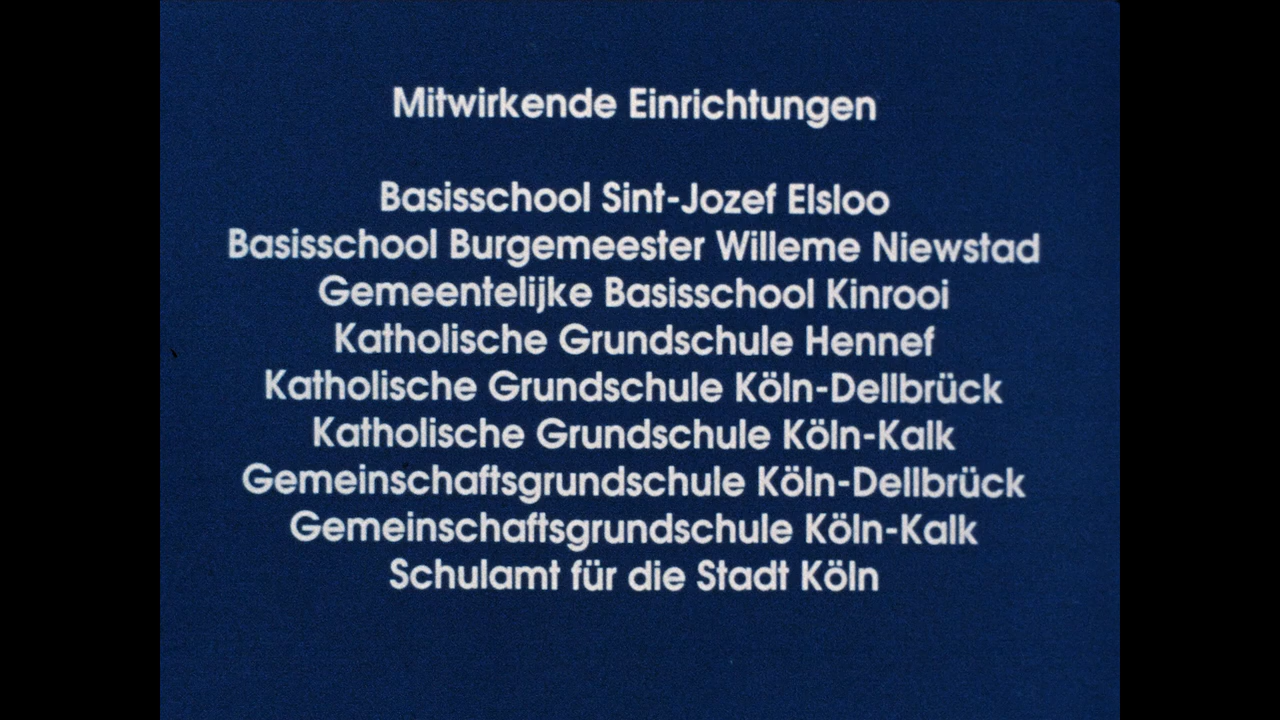 Mitwirkende Einrichtungen
Basisschool Sint-Jozef Elsloo
Basisschool Burgemeester Willeme Niewstad
Gemeentelijke Basisschool Kinrooi
Katholische Grundschule Hennef
Katholische Grundschule Köln-Dellbrück
Katholische Grundschule Köln-Kalk
Gemeinschaftsgrundschule Köln-Dellbrück
Gemeinschaftsgrundschule Köln-Kalk
Schulamt für die Stadt Köln